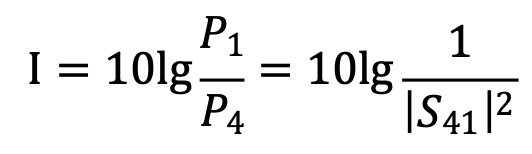 I = 10lg P₁/P₄ = 10lg 1/|S₄₁|²